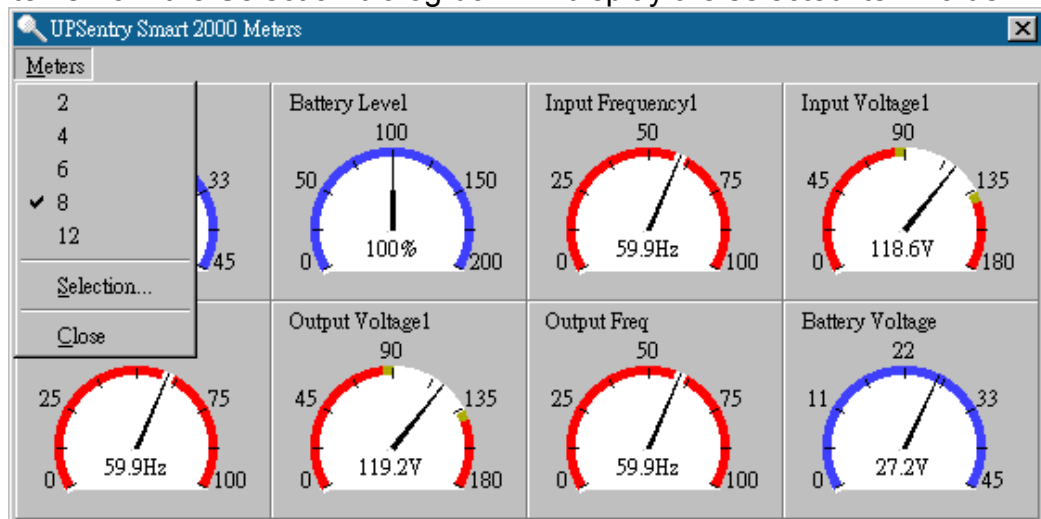 UPSentry Smart 2000 Meters
Meters
2
4
6
8
12
Selection...
Close
33
45
Battery Level
100
50
150
100%
0
200
Input Frequency1
50
25
75
59.9Hz
0
100
Input Voltage1
90
45
135
118.6V
0
180
25
75
59.9Hz
0
100
Output Voltage1
90
45
135
119.2V
0
180
Output Freq
50
25
75
59.9Hz
0
100
Battery Voltage
22
11
33
27.2V
0
45